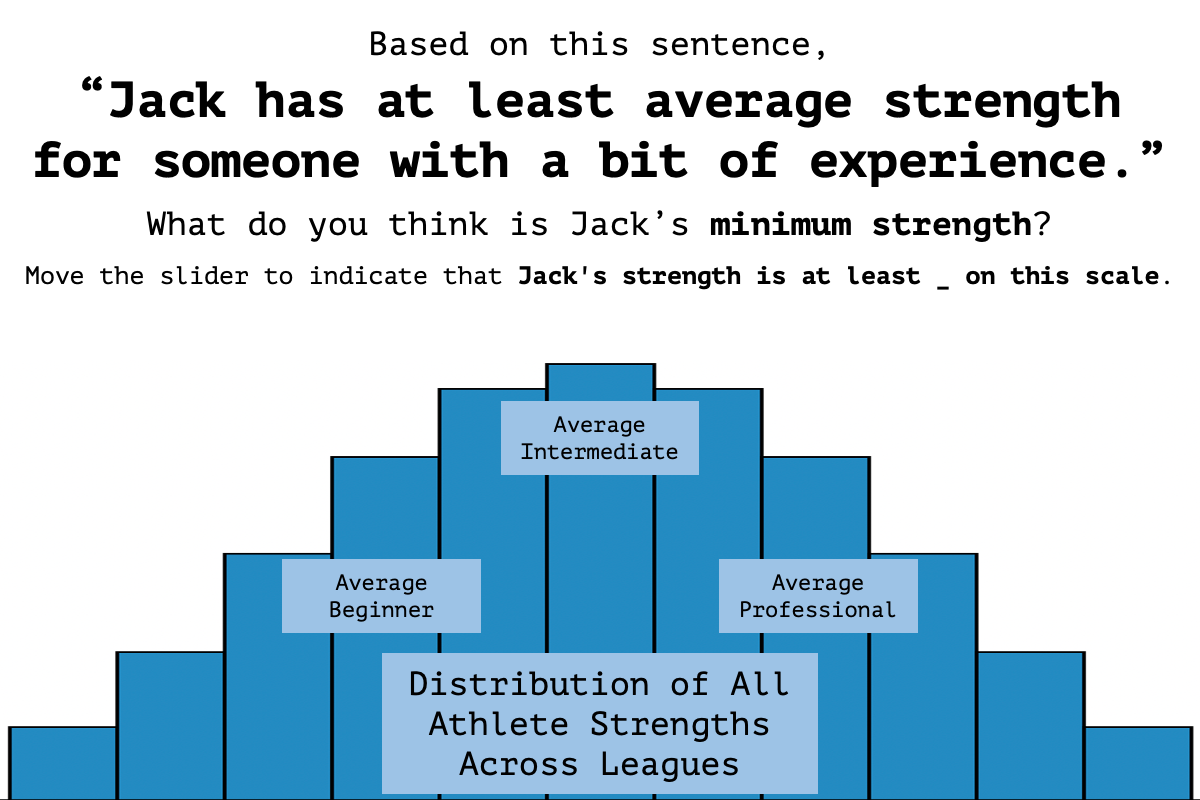 Based on this sentence,
“Jack has at least average strength
for someone with a bit of experience.”
What do you think is Jack’s minimum strength?
Move the slider to indicate that Jack's strength is at least _ on this scale.
Average
Intermediate
Average
Beginner
Average
Professional
Distribution of All
Athlete Strengths
Across Leagues